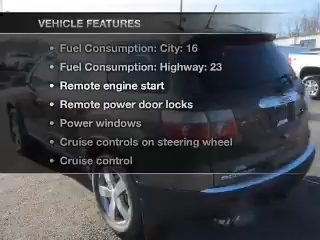 VEHICLE FEATURES
• Fuel Consumption: City: 16
• Fuel Consumption: Highway: 23
• Remote engine start
• Remote power door locks
• Power windows
• Cruise controls on steering wheel
• Cruise control